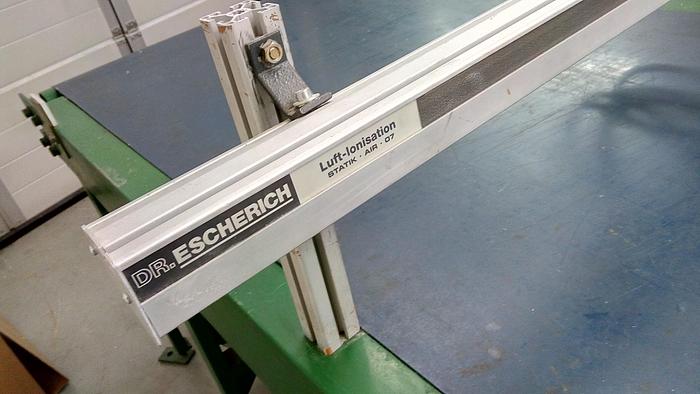 DR. ESCHERICH
Luft-Ionisation
STATIK · AIR · 07